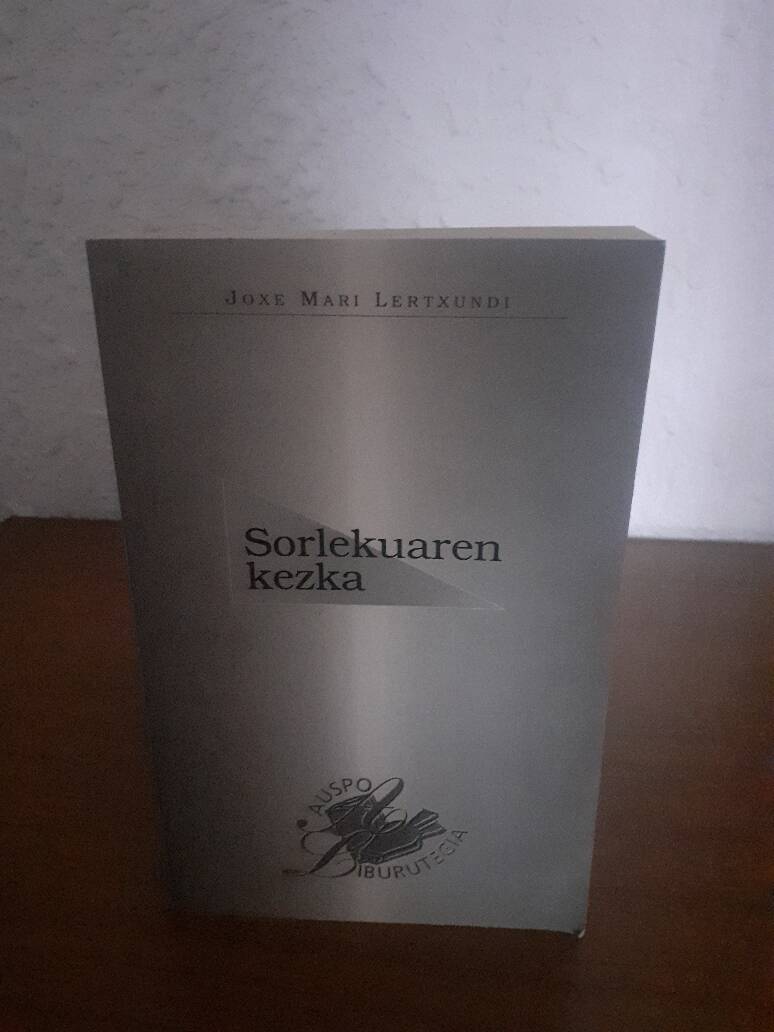 JOXE MARI LERTXUNDI
Sorlekuaren
kezka
AUSPOA
LIBURUTEGIA